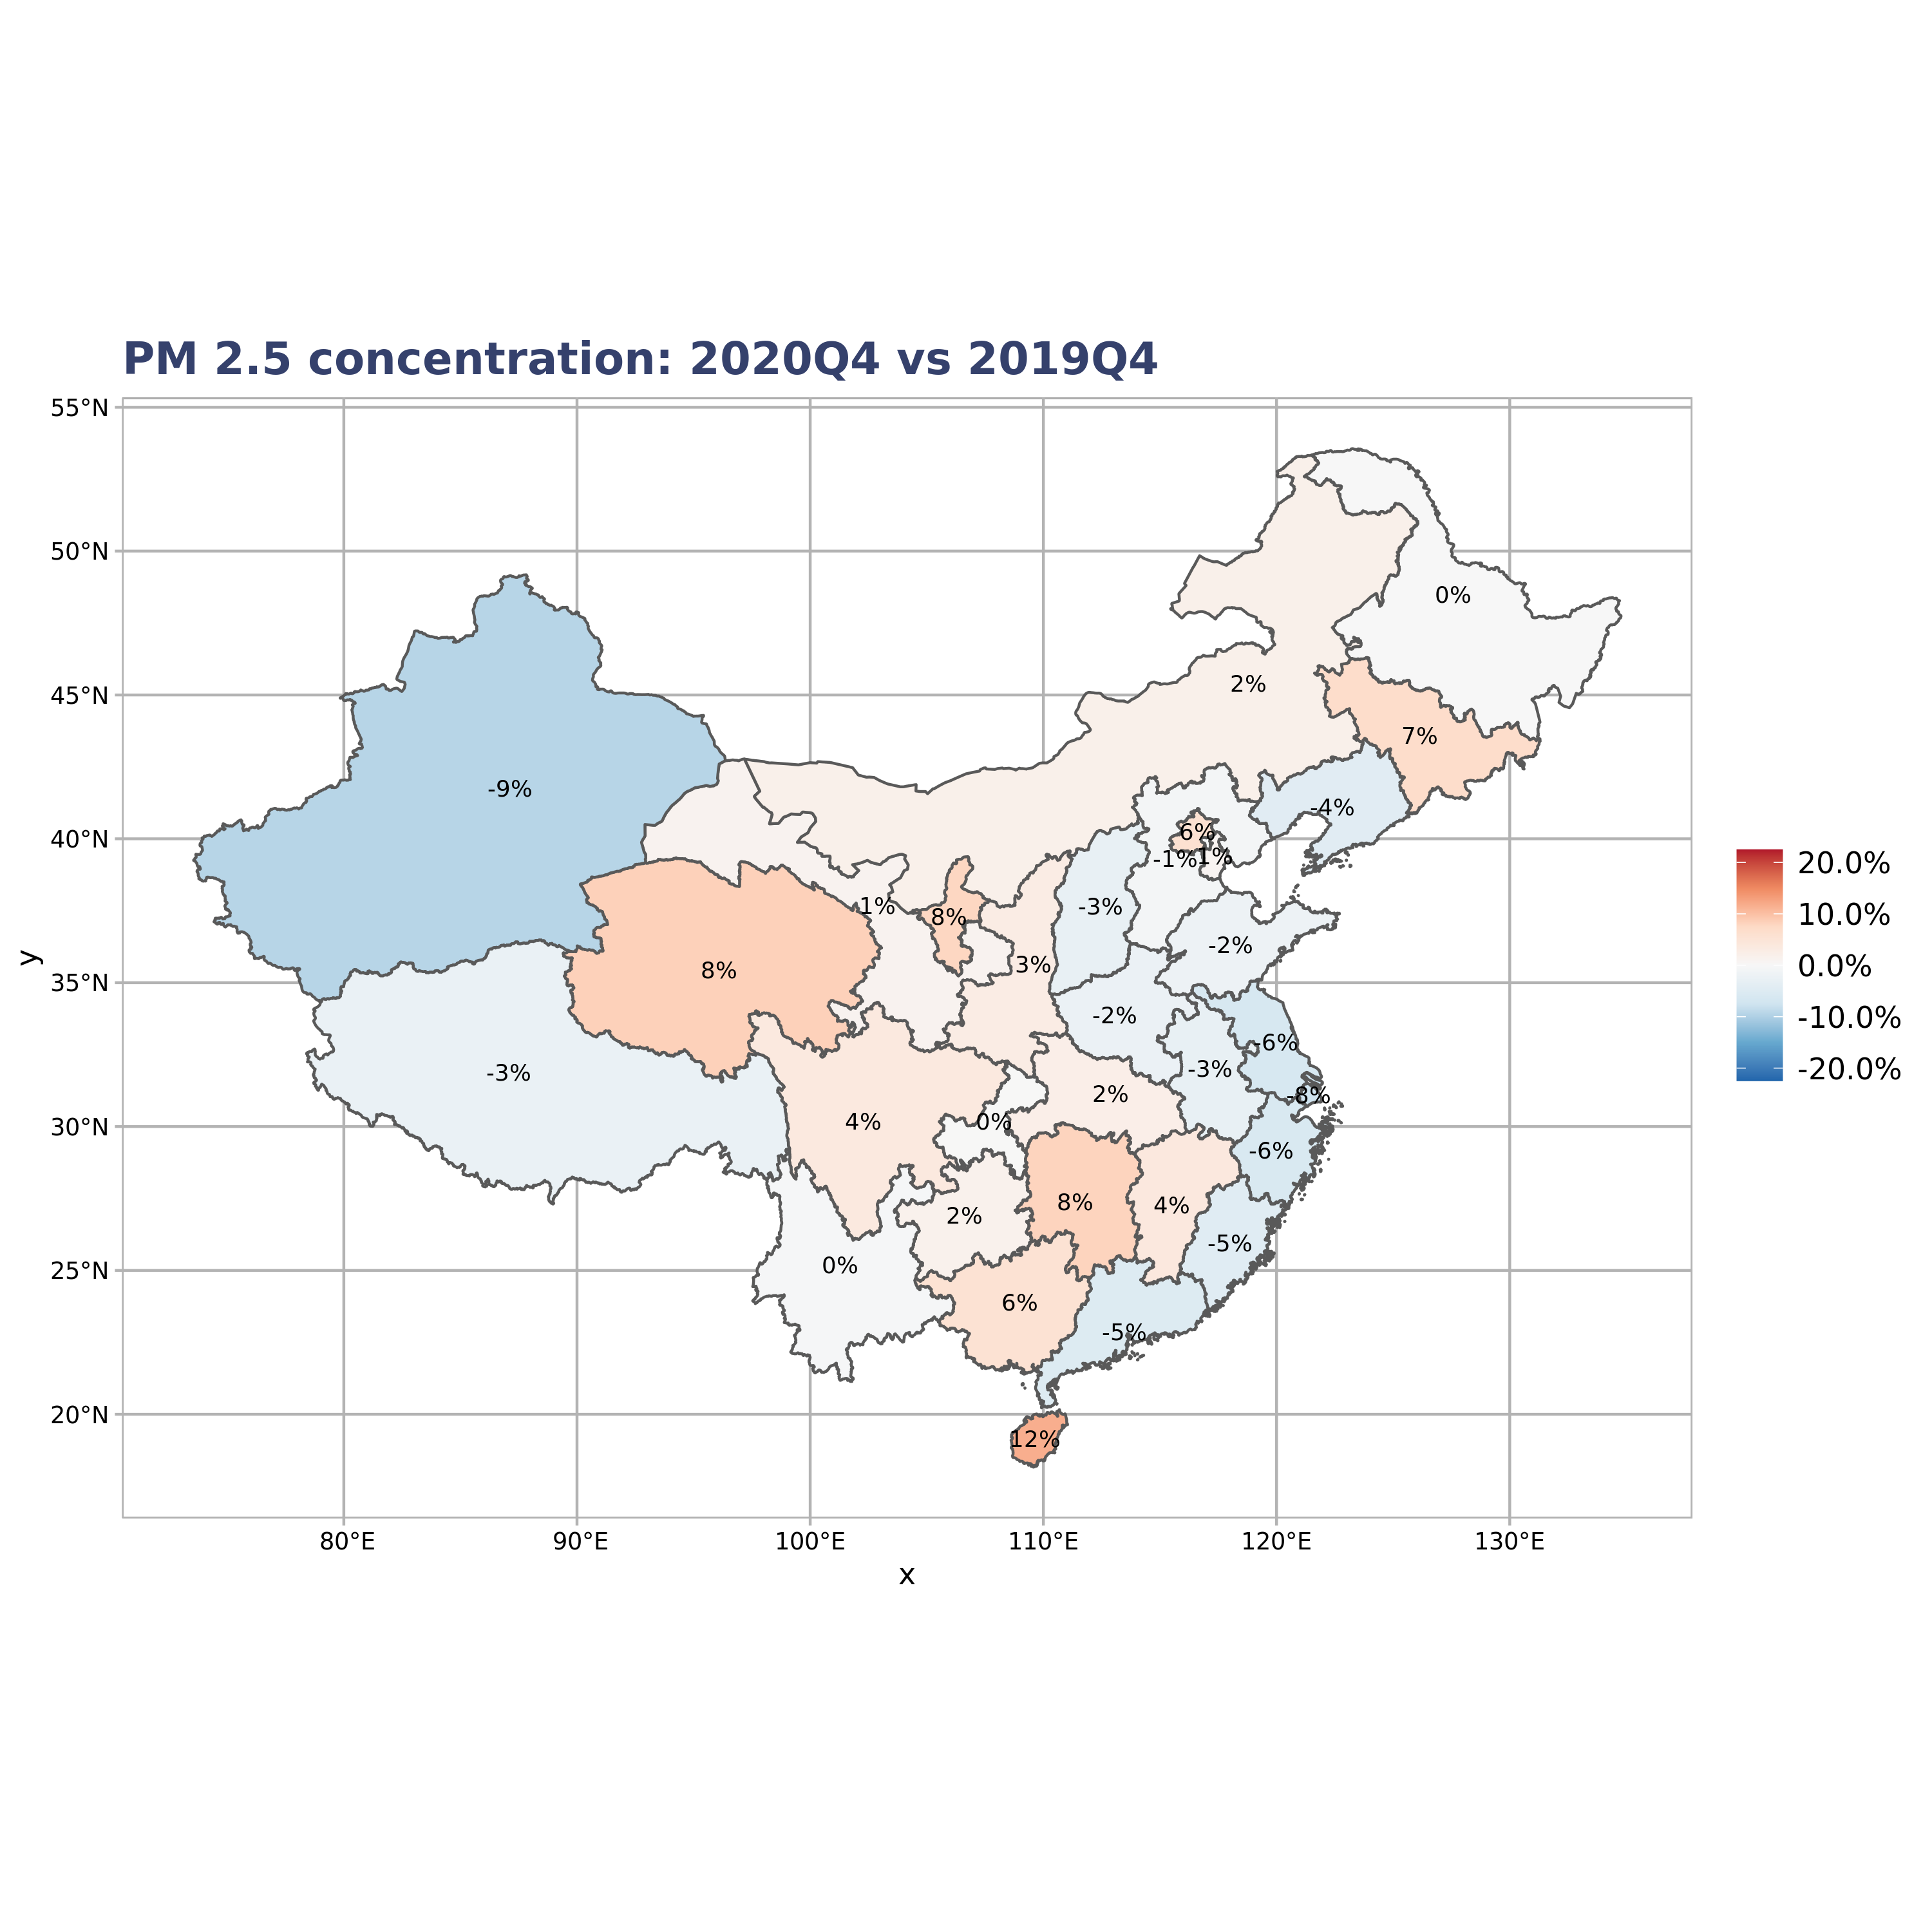 PM 2.5 concentration: 2020Q4 vs 2019Q4
55°N
50°N
45°N
40°N
35°N
30°N
25°N
20°N
y
0%
2%
7%
-9%
-4%
6%
-1%
1%
1%
8%
-3%
-2%
8%
3%
-2%
-6%
-3%
-3%
2%
-8%
4%
0%
-6%
8%
4%
2%
-5%
0%
6%
-5%
12%
80°E
90°E
100°E
110°E
120°E
130°E
x
20.0%
10.0%
0.0%
-10.0%
-20.0%